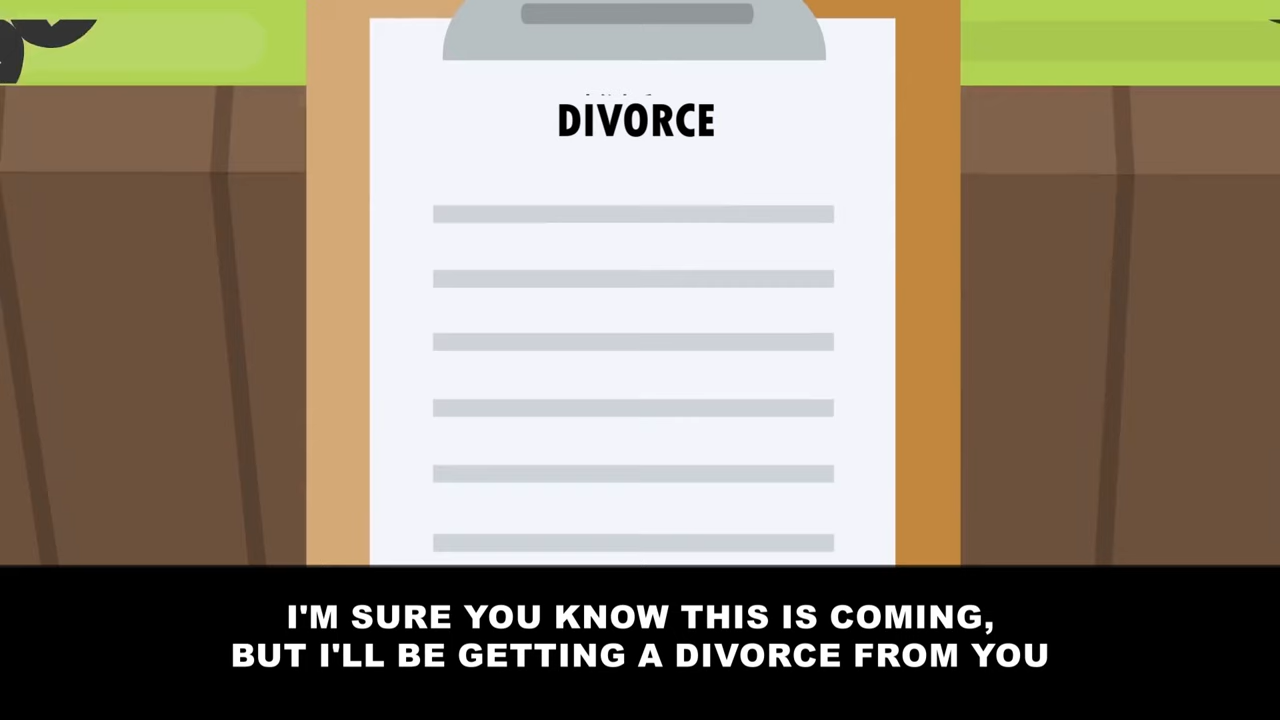 DIVORCE
I'M SURE YOU KNOW THIS IS COMING,
BUT I'LL BE GETTING A DIVORCE FROM YOU